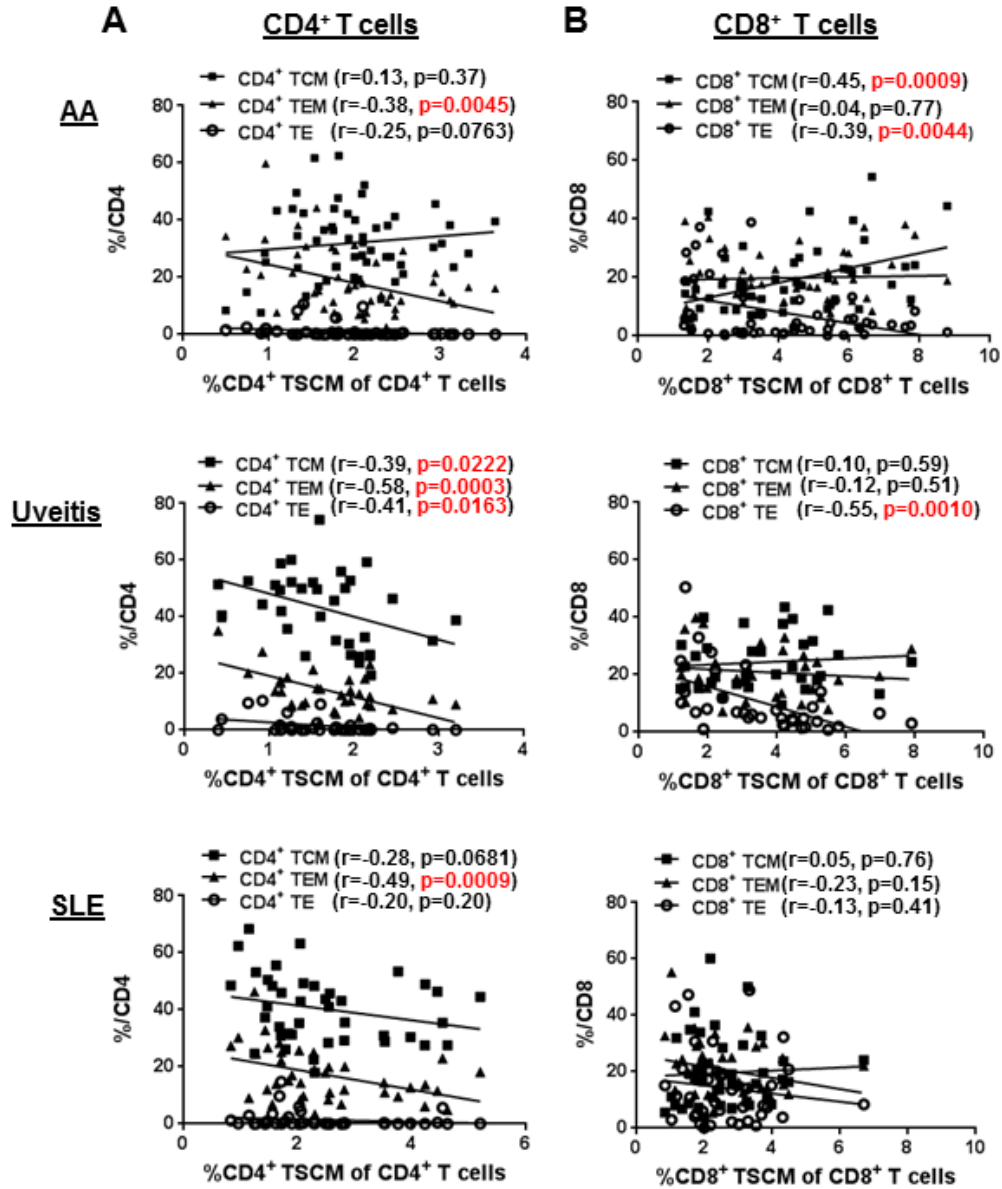 A CD4⁺ T cells
B CD8⁺ T cells
AA
CD4⁺ TCM (r=0.13, p=0.37)
CD4⁺ TEM (r=-0.38, p=0.0045)
CD4⁺ TE (r=-0.25, p=0.0763)
80
60
40
20
0
%/CD4
0 1 2 3 4
%CD4⁺ TSCM of CD4⁺ T cells
CD8⁺ TCM (r=0.45, p=0.0009)
CD8⁺ TEM (r=0.04, p=0.77)
CD8⁺ TE (r=-0.39, p=0.0044)
80
60
40
20
0
%/CD8
0 2 4 6 8 10
%CD8⁺ TSCM of CD8⁺ T cells
Uveitis
CD4⁺ TCM (r=-0.39, p=0.0222)
CD4⁺ TEM (r=-0.58, p=0.0003)
CD4⁺ TE (r=-0.41, p=0.0163)
80
60
40
20
0
%/CD4
0 1 2 3 4
%CD4⁺ TSCM of CD4⁺ T cells
CD8⁺ TCM (r=0.10, p=0.59)
CD8⁺ TEM (r=-0.12, p=0.51)
CD8⁺ TE (r=-0.55, p=0.0010)
80
60
40
20
0
%/CD8
0 2 4 6 8 10
%CD8⁺ TSCM of CD8⁺ T cells
SLE
CD4⁺ TCM (r=-0.28, p=0.0681)
CD4⁺ TEM (r=-0.49, p=0.0009)
CD4⁺ TE (r=-0.20, p=0.20)
80
60
40
20
0
%/CD4
0 2 4 6
%CD4⁺ TSCM of CD4⁺ T cells
CD8⁺ TCM (r=0.05, p=0.76)
CD8⁺ TEM (r=-0.23, p=0.15)
CD8⁺ TE (r=-0.13, p=0.41)
80
60
40
20
0
%/CD8
0 2 4 6 8 10
%CD8⁺ TSCM of CD8⁺ T cells